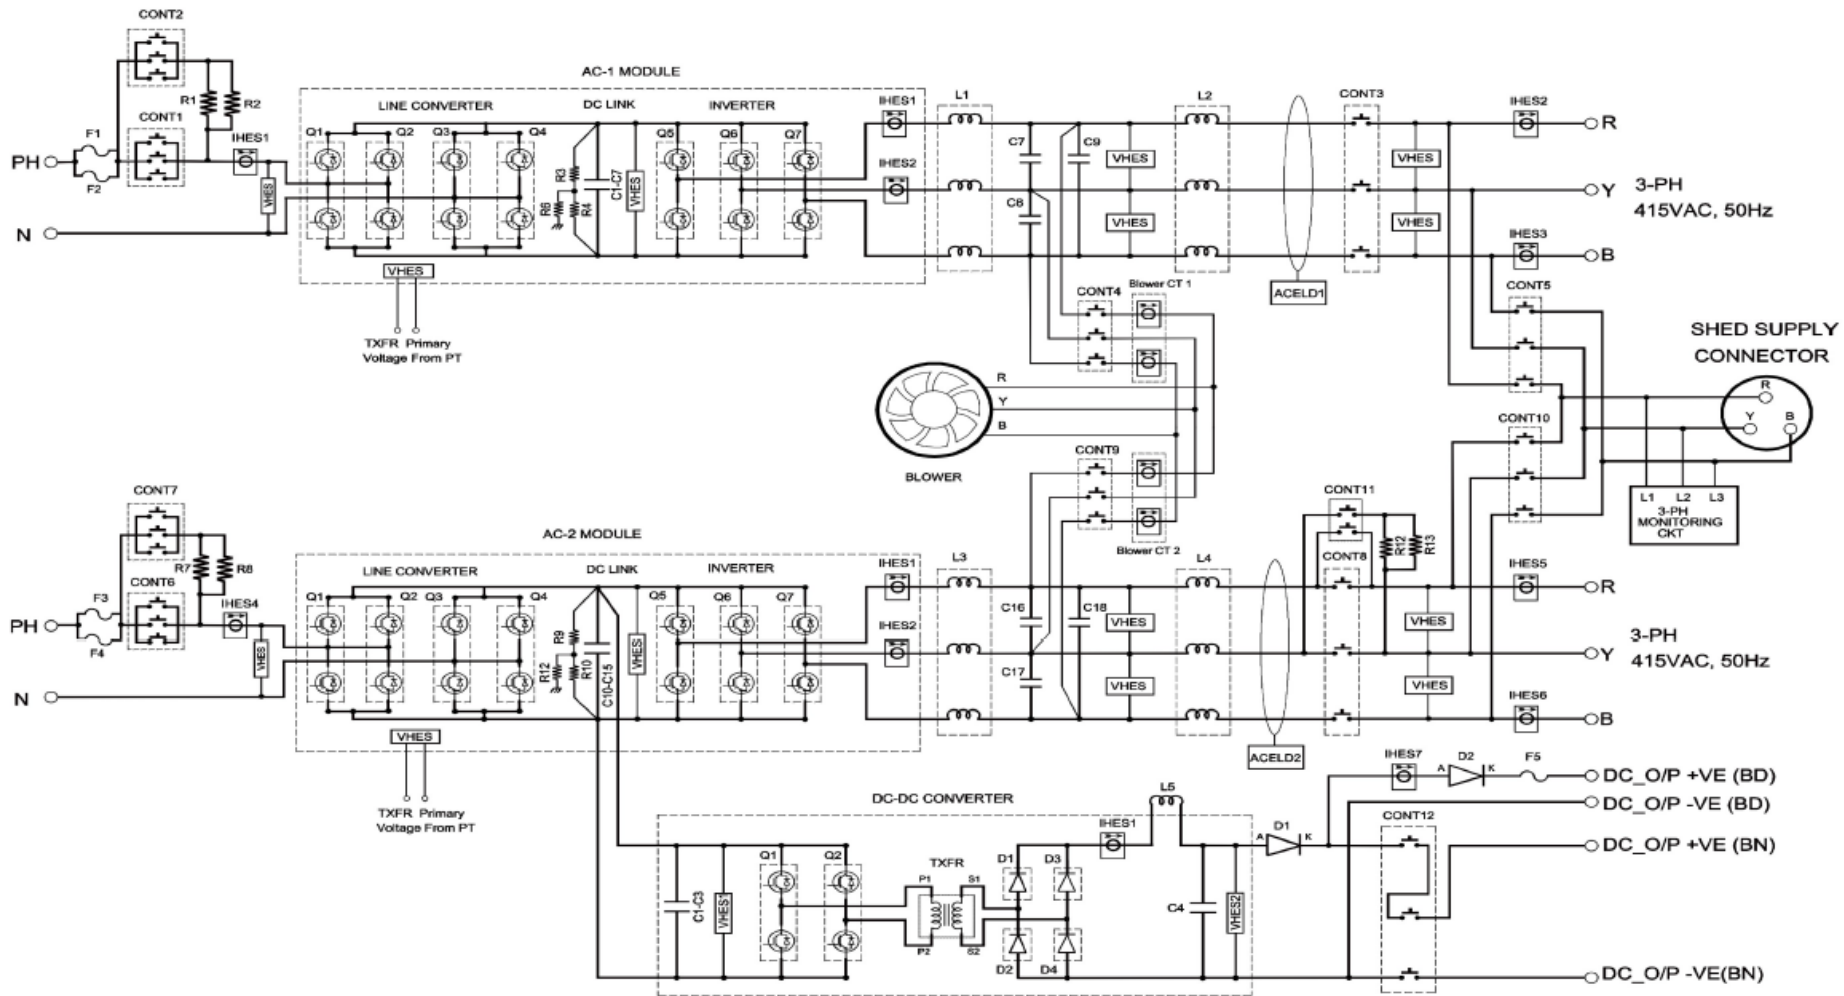 CONT2
R1
R2
CONT1
F1
F2
IHES1
PH
VHES
N
AC-1 MODULE
LINE CONVERTER
DC LINK
INVERTER
Q1
Q2
Q3
Q4
Q5
Q6
Q7
R3
R4
R6
C1-C7
VHES
VHES
TXFR Primary
Voltage From PT
IHES1
IHES2
L1
C7
C8
C9
VHES
VHES
L2
ACELD1
CONT3
VHES
VHES
IHES2
IHES3
R
Y
B
3-PH
415VAC, 50Hz
CONT4
Blower CT 1
R
Y
B
BLOWER
CONT9
Blower CT 2
CONT5
CONT10
SHED SUPPLY
CONNECTOR
R
Y
B
L1 L2 L3
3-PH
MONITORING
CKT
CONT7
R7
R8
CONT6
F3
F4
IHES4
PH
VHES
N
AC-2 MODULE
LINE CONVERTER
DC LINK
INVERTER
Q1
Q2
Q3
Q4
Q5
Q6
Q7
R9
R10
R12
C10-C15
VHES
VHES
TXFR Primary
Voltage From PT
IHES1
IHES2
L3
C16
C17
C18
VHES
VHES
L4
ACELD2
CONT11
R12
R13
CONT8
VHES
VHES
IHES5
IHES6
R
Y
B
3-PH
415VAC, 50Hz
DC-DC CONVERTER
C1-C3
VHES1
Q1
Q2
TXFR
P1
P2
S1
S2
D1
D3
D2
D4
IHES1
L5
C4
VHES2
A
D1
K
IHES7
A
D2
K
F5
CONT12
DC_O/P +VE (BD)
DC_O/P -VE (BD)
DC_O/P +VE (BN)
DC_O/P -VE(BN)